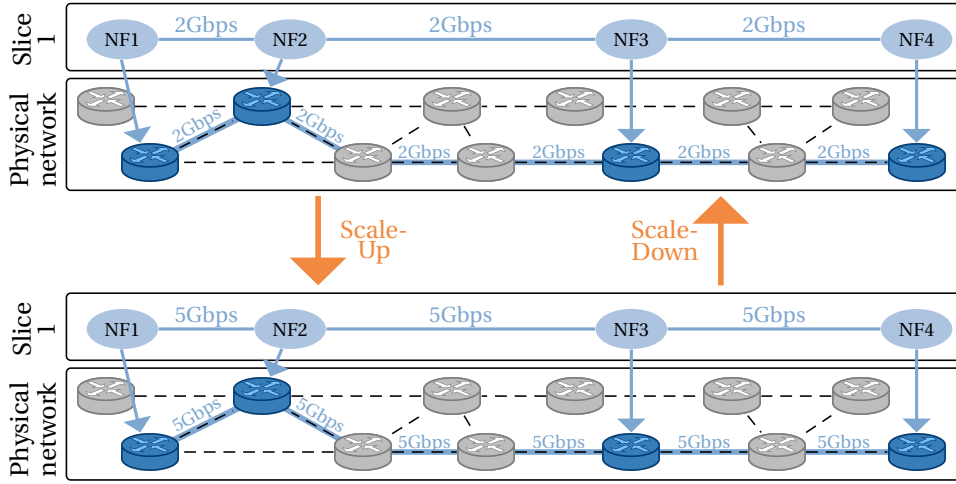 Slice
1
2Gbps
2Gbps
2Gbps
NF1
NF2
NF3
NF4
Physical
network
2Gbps
2Gbps
2Gbps
2Gbps
2Gbps
2Gbps
Scale-
Up
Scale-
Down
Slice
1
5Gbps
5Gbps
5Gbps
NF1
NF2
NF3
NF4
Physical
network
5Gbps
5Gbps
5Gbps
5Gbps
5Gbps
5Gbps